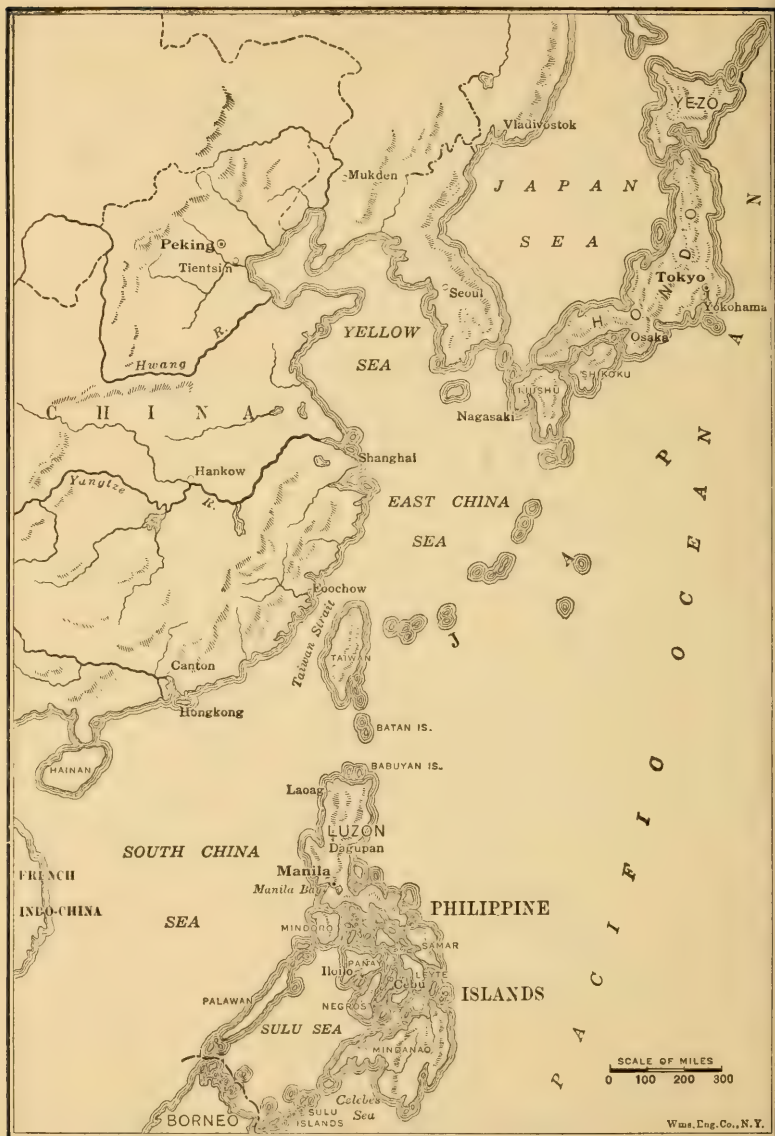 YEZO
Vladivostok
JAPAN
SEA
Mukden
Peking
Tientsin
HONDO
Tokyo
Yokohama
Seoul
Osaka
SHIKOKU
KIUSHU
Nagasaki
YELLOW
SEA
Hwang R.
CHINA
Shanghai
Hankow
Yangtze R.
EAST CHINA
SEA
JAPAN
Foochow
Taiwan Strait
TAIWAN
Canton
Hongkong
BATAN IS.
HAINAN
BABUYAN IS.
Laoag
LUZON
Dagupan
SOUTH CHINA
SEA
Manila
Manila Bay
FRENCH
INDO-CHINA
PHILIPPINE
ISLANDS
MINDORO
SAMAR
PANAY
Iloilo
LEYTE
Cebu
NEGROS
PALAWAN
SULU SEA
MINDANAO
PACIFIO OCEAN
SCALE OF MILES
0 100 200 300
Celebes
Sea
SULU
ISLANDS
BORNEO
Wms. Eng. Co., N.Y.